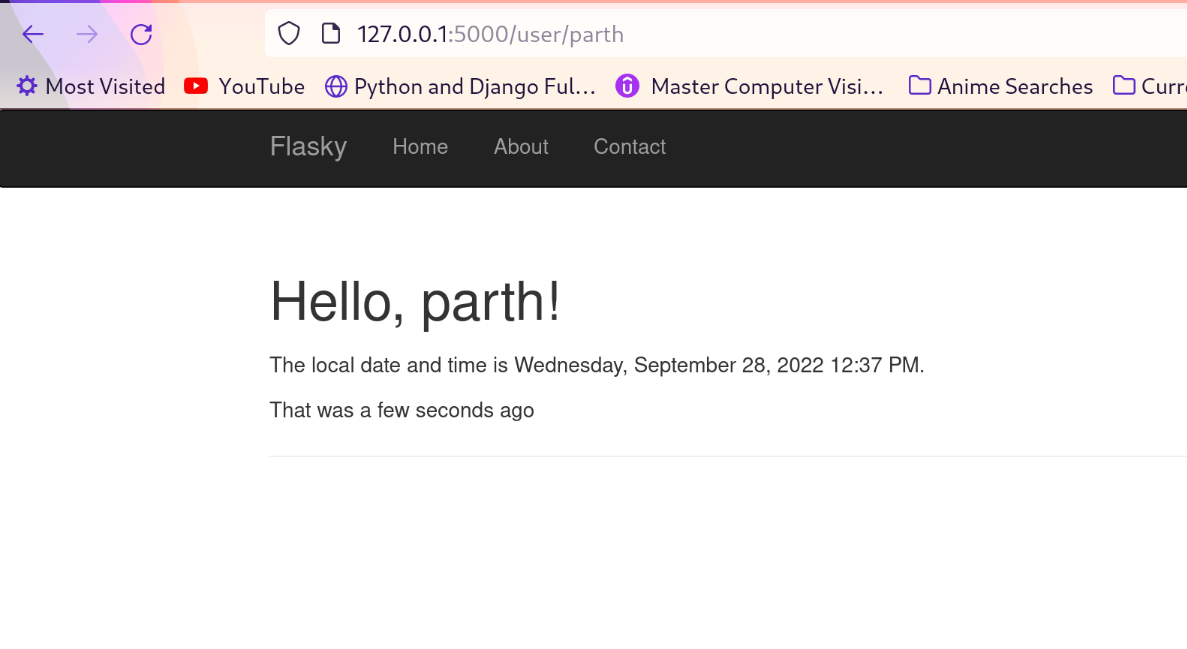 127.0.0.1:5000/user/parth
Most Visited YouTube Python and Django Ful... Master Computer Visi... Anime Searches Curr
Flasky Home About Contact
Hello, parth!
The local date and time is Wednesday, September 28, 2022 12:37 PM.
That was a few seconds ago